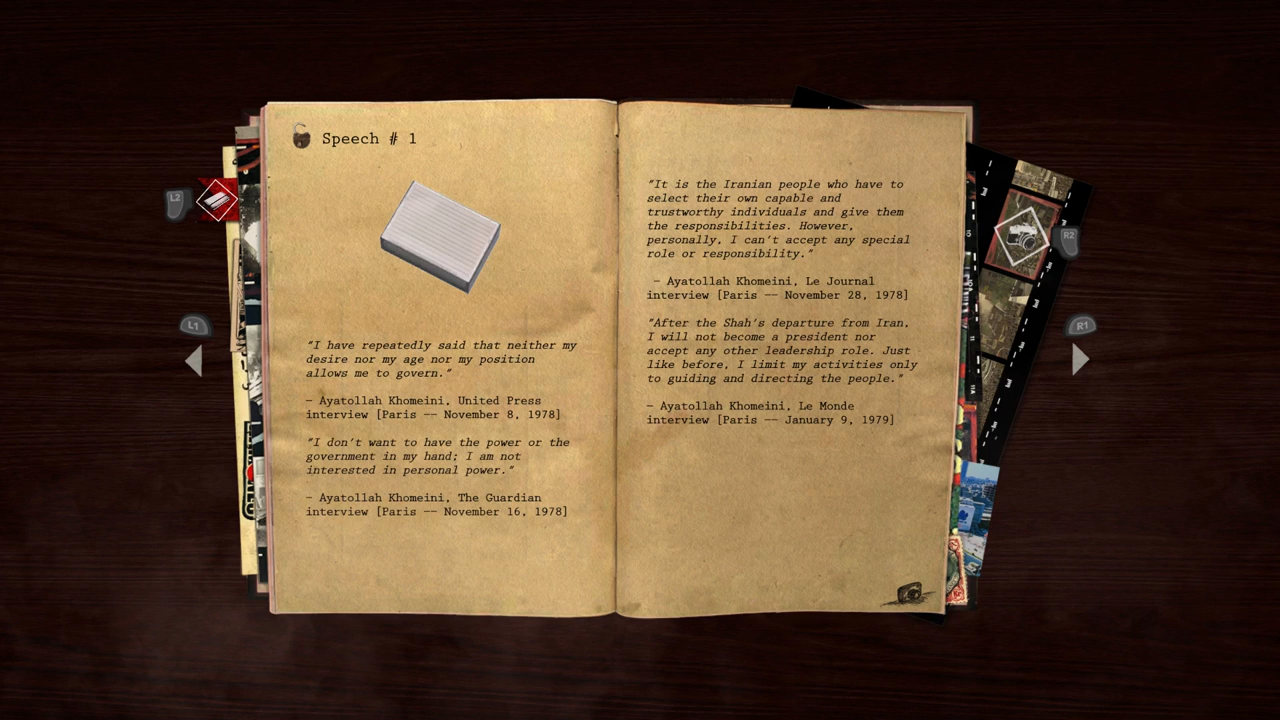 Speech # 1
"I have repeatedly said that neither my
desire nor my age nor my position
allows me to govern."
— Ayatollah Khomeini, United Press
interview [Paris —— November 8, 1978]
"I don't want to have the power or the
government in my hand; I am not
interested in personal power."
— Ayatollah Khomeini, The Guardian
interview [Paris —— November 16, 1978]
"It is the Iranian people who have to
select their own capable and
trustworthy individuals and give them
the responsibilities. However,
personally, I can't accept any special
role or responsibility."
— Ayatollah Khomeini, Le Journal
interview [Paris —— November 28, 1978]
"After the Shah's departure from Iran,
I will not become a president nor
accept any other leadership role. Just
like before, I limit my activities only
to guiding and directing the people."
— Ayatollah Khomeini, Le Monde
interview [Paris —— January 9, 1979]
L2
L1
R2
R1